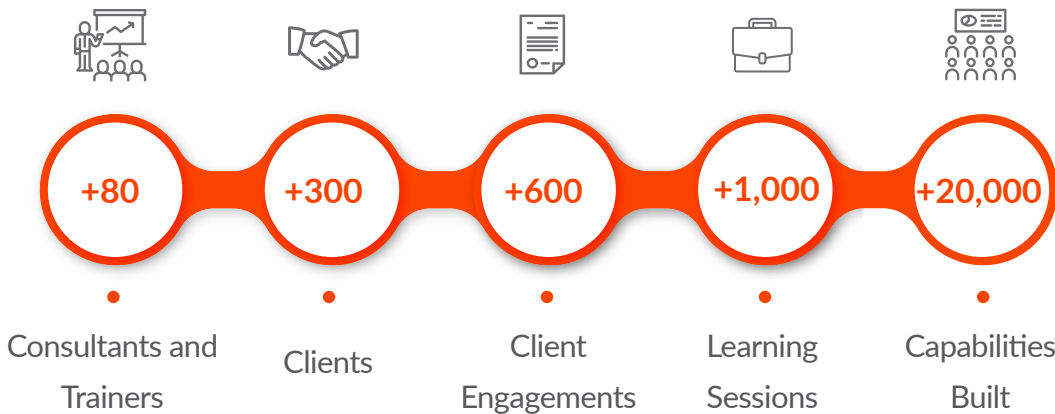 +80
+300
+600
+1,000
+20,000
Consultants and
Trainers
Clients
Client
Engagements
Learning
Sessions
Capabilities
Built